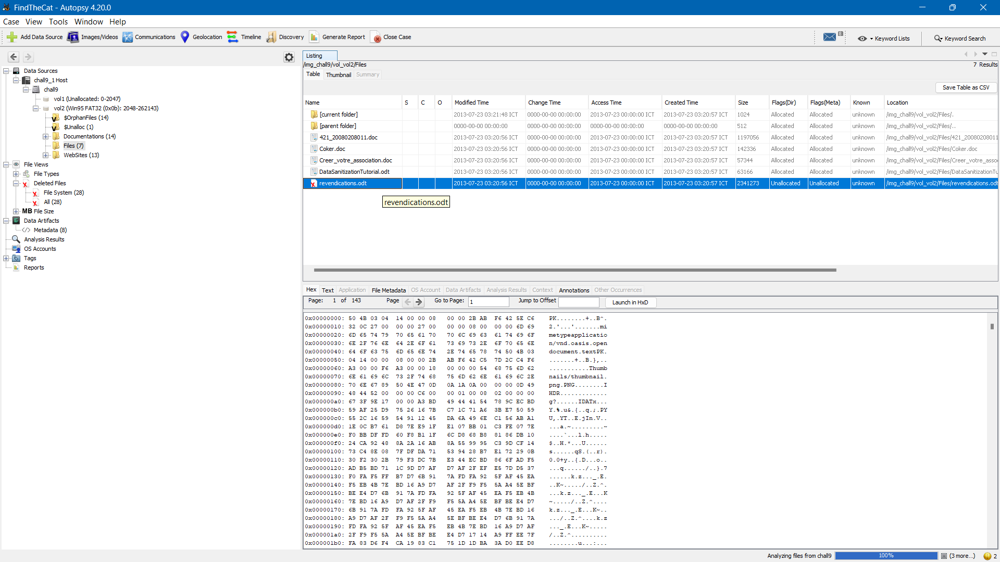 FindTheCat - Autopsy 4.20.0
Case View Tools Window Help
Add Data Source Images/Videos Communications Geolocation Timeline Discovery Generate Report Close Case 8 Keyword Lists Keyword Search
Data Sources
chall9_1 Host
chall9
vol1 (Unallocated: 0-2047)
vol2 (Win95 FAT32 (0x0b): 2048-262143)
$OrphanFiles (14)
$Unalloc (1)
Documentations (14)
Files (7)
WebSites (13)
File Views
File Types
Deleted Files
File System (28)
All (28)
MB File Size
Data Artifacts
Metadata (8)
Analysis Results
OS Accounts
Tags
Reports
Listing
/img_chall9/vol_vol2/Files
7 Results
Table Thumbnail Summary
Save Table as CSV
Name S C O Modified Time Change Time Access Time Created Time Size Flags(Dir) Flags(Meta) Known Location
[current folder] 2013-07-23 03:21:48 ICT 0000-00-00 00:00:00 2013-07-23 00:00:00 ICT 2013-07-23 03:20:57 ICT 1024 Allocated Allocated unknown /img_chall9/vol_vol2/Files/.
[parent folder] 0000-00-00 00:00:00 0000-00-00 00:00:00 0000-00-00 00:00:00 0000-00-00 00:00:00 512 Allocated Allocated unknown /img_chall9/vol_vol2/Files/..
421_20080208011.doc 2013-07-23 03:20:56 ICT 0000-00-00 00:00:00 2013-07-23 00:00:00 ICT 2013-07-23 03:20:57 ICT 1197056 Allocated Allocated unknown /img_chall9/vol_vol2/Files/421_20080208011
Coker.doc 2013-07-23 03:20:56 ICT 0000-00-00 00:00:00 2013-07-23 00:00:00 ICT 2013-07-23 03:20:57 ICT 142336 Allocated Allocated unknown /img_chall9/vol_vol2/Files/Coker.doc
Creer_votre_association.doc 2013-07-23 03:20:56 ICT 0000-00-00 00:00:00 2013-07-23 00:00:00 ICT 2013-07-23 03:20:57 ICT 57344 Allocated Allocated unknown /img_chall9/vol_vol2/Files/Creer_votre_asso
DataSanitizationTutorial.odt 2013-07-23 03:20:56 ICT 0000-00-00 00:00:00 2013-07-23 00:00:00 ICT 2013-07-23 03:20:57 ICT 63166 Allocated Allocated unknown /img_chall9/vol_vol2/Files/DataSanitizationTu
revendications.odt 2013-07-23 03:20:56 ICT 0000-00-00 00:00:00 2013-07-23 00:00:00 ICT 2013-07-23 03:20:57 ICT 2341273 Unallocated Unallocated unknown /img_chall9/vol_vol2/Files/revendications.odt
revendications.odt
Hex Text Application File Metadata OS Account Data Artifacts Analysis Results Context Annotations Other Occurrences
Page: 1 of 143 Page Go to Page: 1 Jump to Offset Launch in HxD
0x00000000: 50 4B 03 04 14 00 00 08 00 00 2B AB F6 42 5E C6 PK........+..B^.
0x00000010: 32 0C 27 00 00 00 27 00 00 00 08 00 00 00 6D 69 2.'...'.......mi
0x00000020: 6D 65 74 79 70 65 61 70 70 6C 69 63 61 74 69 6F metypeapplicatio
0x00000030: 6E 2F 76 6E 64 2E 6F 61 73 69 73 2E 6F 70 65 6E n/vnd.oasis.open
0x00000040: 64 6F 63 75 6D 65 6E 74 2E 74 65 78 74 50 4B 03 document.textPK.
0x00000050: 04 14 00 00 08 00 00 2B AB F6 42 C5 7D 2C C4 F6 .......+..B.},..
0x00000060: A3 00 00 F6 A3 00 00 18 00 00 00 54 68 75 6D 62 ...........Thumb
0x00000070: 6E 61 69 6C 73 2F 74 68 75 6D 62 6E 61 69 6C 2E nails/thumbnail.
0x00000080: 70 6E 67 89 50 4E 47 0D 0A 1A 0A 00 00 00 0D 49 png.PNG........I
0x00000090: 48 44 52 00 00 00 C6 00 00 01 00 08 02 00 00 00 HDR.............
0x000000a0: 67 3F 9E 17 00 00 A3 BD 49 44 41 54 78 9C EC BD g?......IDATx...
0x000000b0: 59 AF 25 D9 75 26 16 7B C7 1C 71 A6 3B E7 50 59 Y.%.u&.{..q.;.PY
0x000000c0: 55 2C 16 59 54 91 12 45 DA 6A 49 6E C1 56 AB A1 U,.YT..E.jIn.V..
0x000000d0: 1E 0C B7 61 D8 7E E9 1F E1 07 BB 01 C3 FE 07 7E ...a.~.........~
0x000000e0: F0 BB DF FD 60 F8 B1 1F 6C D8 68 B8 81 86 DB 10 ....`...l.h.....
0x000000f0: 24 CA 92 48 8A 2A 16 AB 8A 55 99 95 C3 9D CF 14 $..H.*...U......
0x00000100: 73 C4 8E 08 7F DF DA 71 53 94 28 B7 E1 72 29 0B s......qS.(..r).
0x00000110: 30 F2 30 2B 79 F3 DC 7B E3 44 EC BD 86 6F AD F5 0.0+y..{.D...o..
0x00000120: AD B5 BD 71 1C 9D D7 AF D7 AF 2F EF E5 7D D5 37 ...q....../..}.7
0x00000130: F0 FA F5 FF B7 D7 6B 91 7A FD FA 92 5F AF 45 EA ......k.z..._.E.
0x00000140: F5 EB 4B 7E BD 16 A9 D7 AF 2F F9 F5 5A A4 5E BF ..K~...../..Z.^.
0x00000150: BE E4 D7 6B 91 7A FD FA 92 5F AF 45 EA F5 EB 4B ...k.z..._.E...K
0x00000160: 7E BD 16 A9 D7 AF 2F F9 F5 5A A4 5E BF BE E4 D7 ~...../..Z.^....
0x00000170: 6B 91 7A FD FA 92 5F AF 45 EA F5 EB 4B 7E BD 16 k.z..._.E...K~..
0x00000180: A9 D7 AF 2F F9 F5 5A A4 5E BF BE E4 D7 6B 91 7A .../..Z.^....k.z
0x00000190: FD FA 92 5F AF 45 EA F5 EB 4B 7E BD 16 A9 D7 AF ..._.E...K~.....
0x000001a0: 2F F9 F5 5A A4 5E BF BE E4 D7 17 14 A9 FF EE 7F /..Z.^..........
0x000001b0: FA 83 D6 F4 CA 19 83 C1 75 1D 1D BA 3A D0 EE D8 ........u...:...
Analyzing files from chall9 100% (3 more...) 2